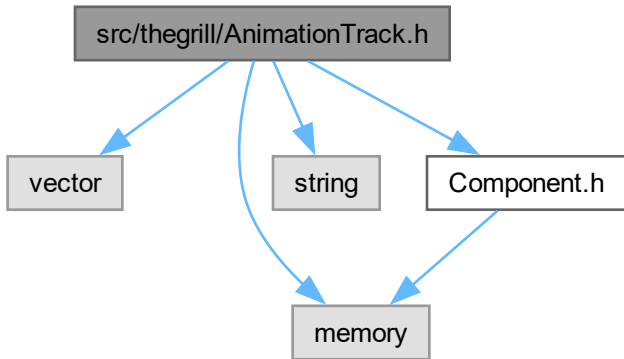 src/thegrill/AnimationTrack.h
vector
string
Component.h
memory